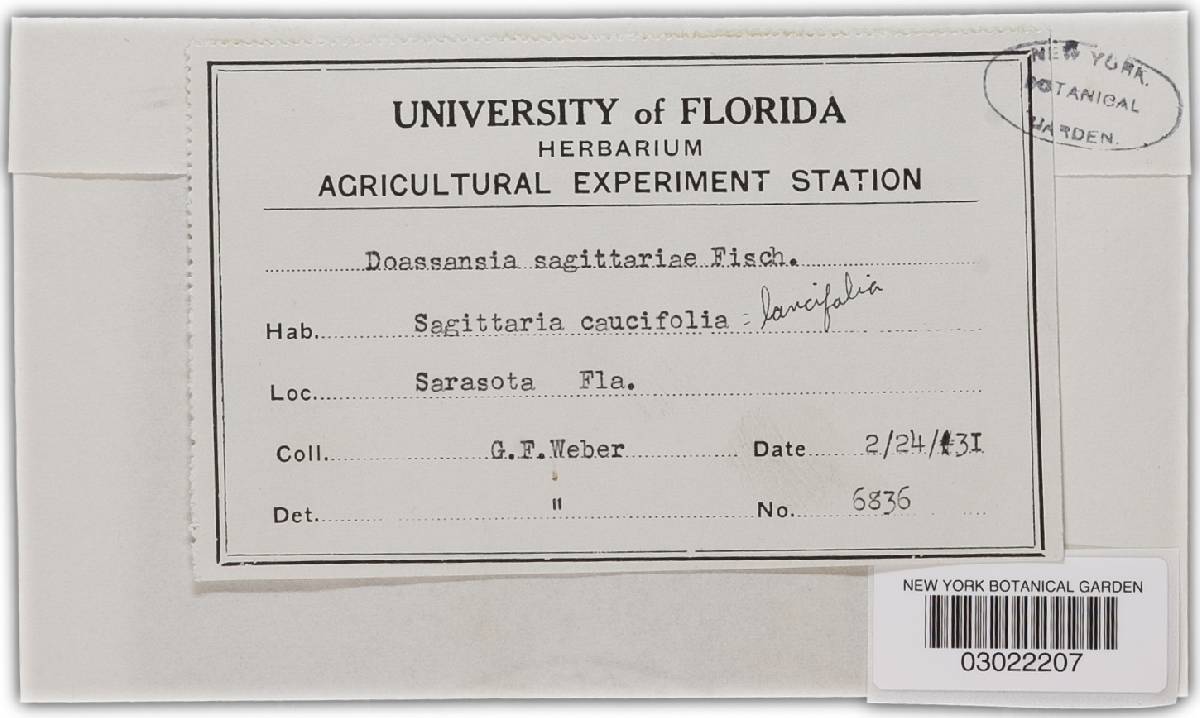 UNIVERSITY of FLORIDA
HERBARIUM
AGRICULTURAL EXPERIMENT STATION
NEW YORK
BOTANICAL
GARDEN.
Doassansia sagittariae Fisch.
Hab. Sagittaria caucifolia = lancifolia
Loc. Sarasota Fla.
Coll. G.F.Weber Date 2/24/31
Det. " No. 6836
NEW YORK BOTANICAL GARDEN
03022207